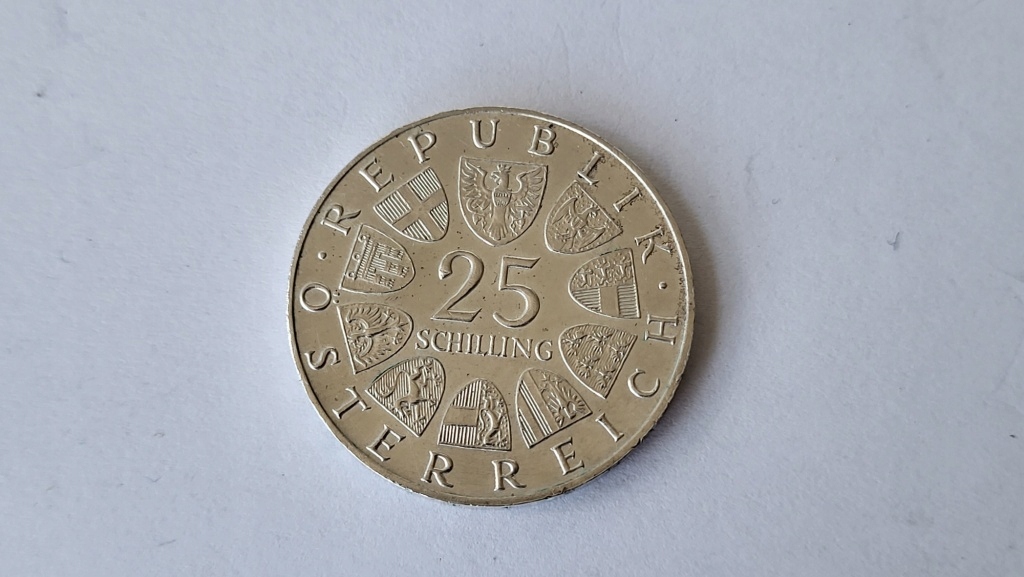 REPUBLIK · ÖSTERREICH ·
25
SCHILLING